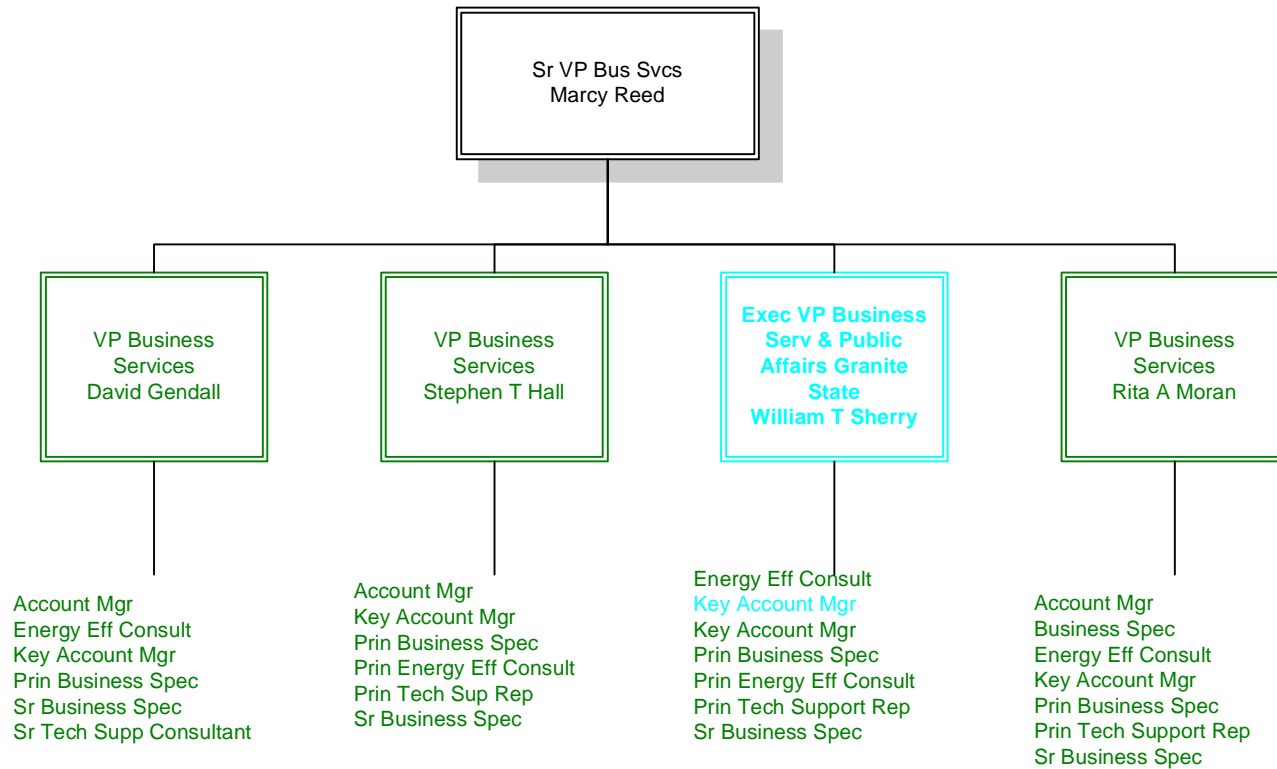 Sr VP Bus Svcs
Marcy Reed
VP Business
Services
David Gendall
VP Business
Services
Stephen T Hall
Exec VP Business
Serv & Public
Affairs Granite
State
William T Sherry
VP Business
Services
Rita A Moran
Account Mgr
Energy Eff Consult
Key Account Mgr
Prin Business Spec
Sr Business Spec
Sr Tech Supp Consultant
Account Mgr
Key Account Mgr
Prin Business Spec
Prin Energy Eff Consult
Prin Tech Sup Rep
Sr Business Spec
Energy Eff Consult
Key Account Mgr
Key Account Mgr
Prin Business Spec
Prin Energy Eff Consult
Prin Tech Support Rep
Sr Business Spec
Account Mgr
Business Spec
Energy Eff Consult
Key Account Mgr
Prin Business Spec
Prin Tech Support Rep
Sr Business Spec